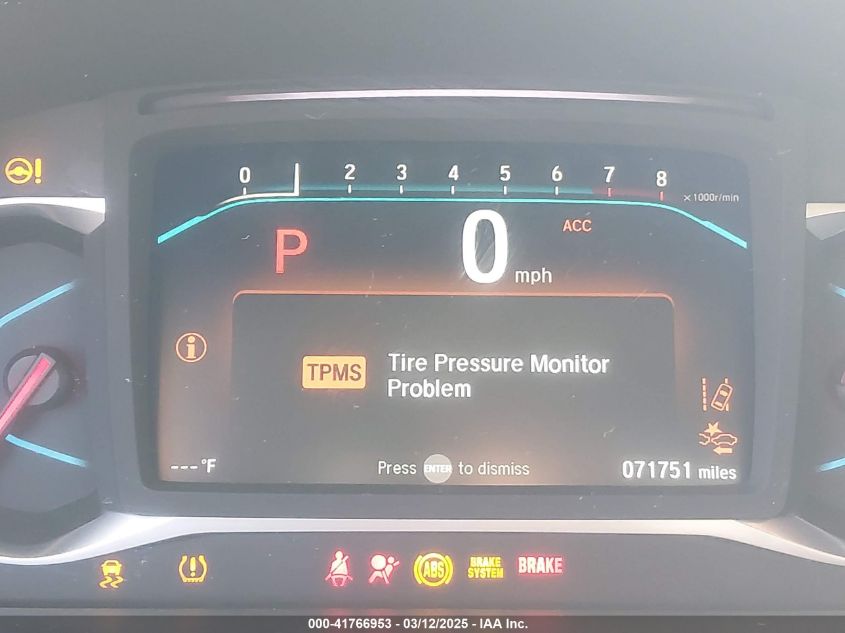 0 2 3 4 5 6 7 8
×1000r/min
P 0 mph ACC
TPMS
Tire Pressure Monitor
Problem
---°F
Press ENTER to dismiss
071751 miles
ABS
BRAKE
SYSTEM
BRAKE
000-41766953 - 03/12/2025 - IAA Inc.